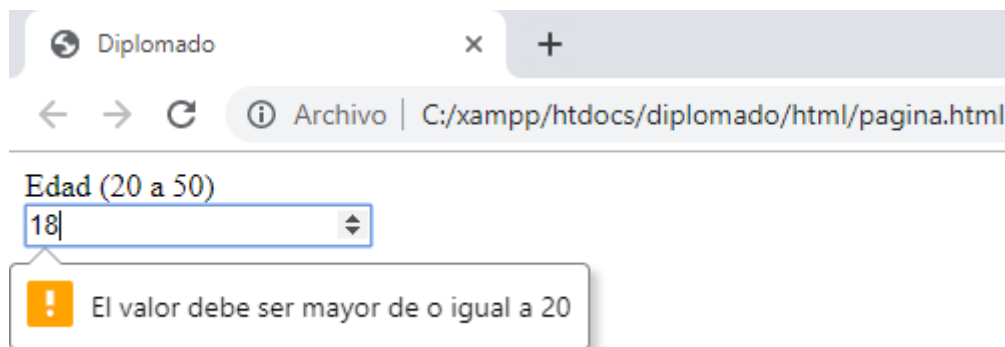 Diplomado
Archivo | C:/xampp/htdocs/diplomado/html/pagina.html
Edad (20 a 50)
18
El valor debe ser mayor de o igual a 20